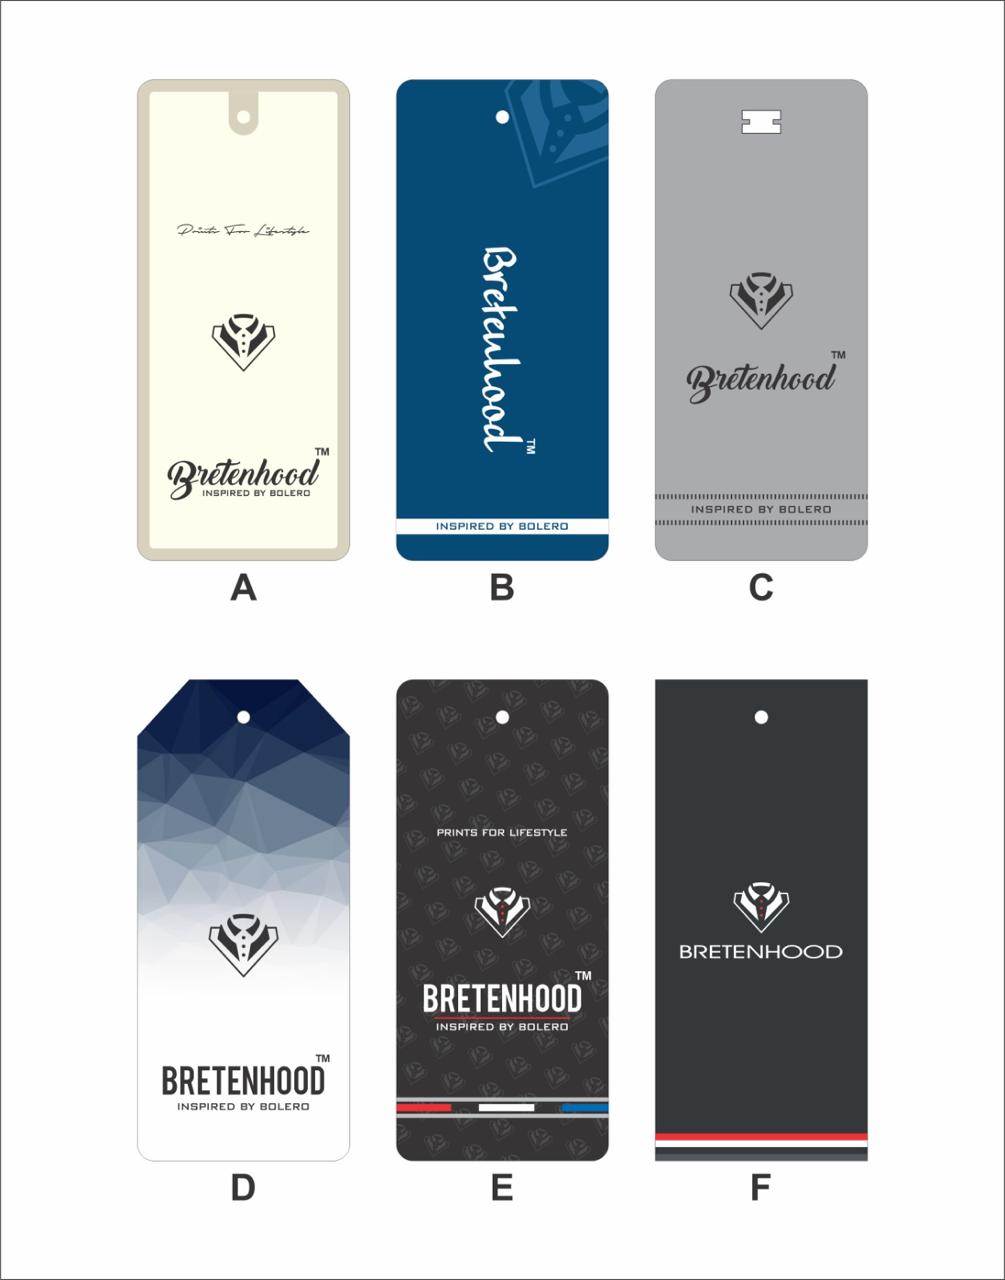 Prints For Lifestyle
Bretenhood™
INSPIRED BY BOLERO
A
Bretenhood™
INSPIRED BY BOLERO
B
Bretenhood™
INSPIRED BY BOLERO
C
BRETENHOOD™
INSPIRED BY BOLERO
D
PRINTS FOR LIFESTYLE
BRETENHOOD™
INSPIRED BY BOLERO
E
BRETENHOOD
F